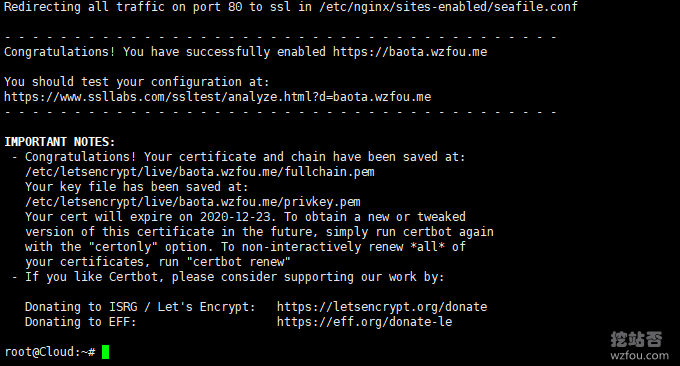 Redirecting all traffic on port 80 to ssl in /etc/nginx/sites-enabled/seafile.conf
- - - - - - - - - - - - - - - - - - - - - - - - - - - - - - - - - - - - - - - -
Congratulations! You have successfully enabled https://baota.wzfou.me
You should test your configuration at:
https://www.ssllabs.com/ssltest/analyze.html?d=baota.wzfou.me
- - - - - - - - - - - - - - - - - - - - - - - - - - - - - - - - - - - - - - - -
IMPORTANT NOTES:
- Congratulations! Your certificate and chain have been saved at:
/etc/letsencrypt/live/baota.wzfou.me/fullchain.pem
Your key file has been saved at:
/etc/letsencrypt/live/baota.wzfou.me/privkey.pem
Your cert will expire on 2020-12-23. To obtain a new or tweaked
version of this certificate in the future, simply run certbot again
with the "certonly" option. To non-interactively renew *all* of
your certificates, run "certbot renew"
- If you like Certbot, please consider supporting our work by:
Donating to ISRG / Let's Encrypt:   https://letsencrypt.org/donate
Donating to EFF:                    https://eff.org/donate-le
root@Cloud:~#
挖站否
wzfou.com